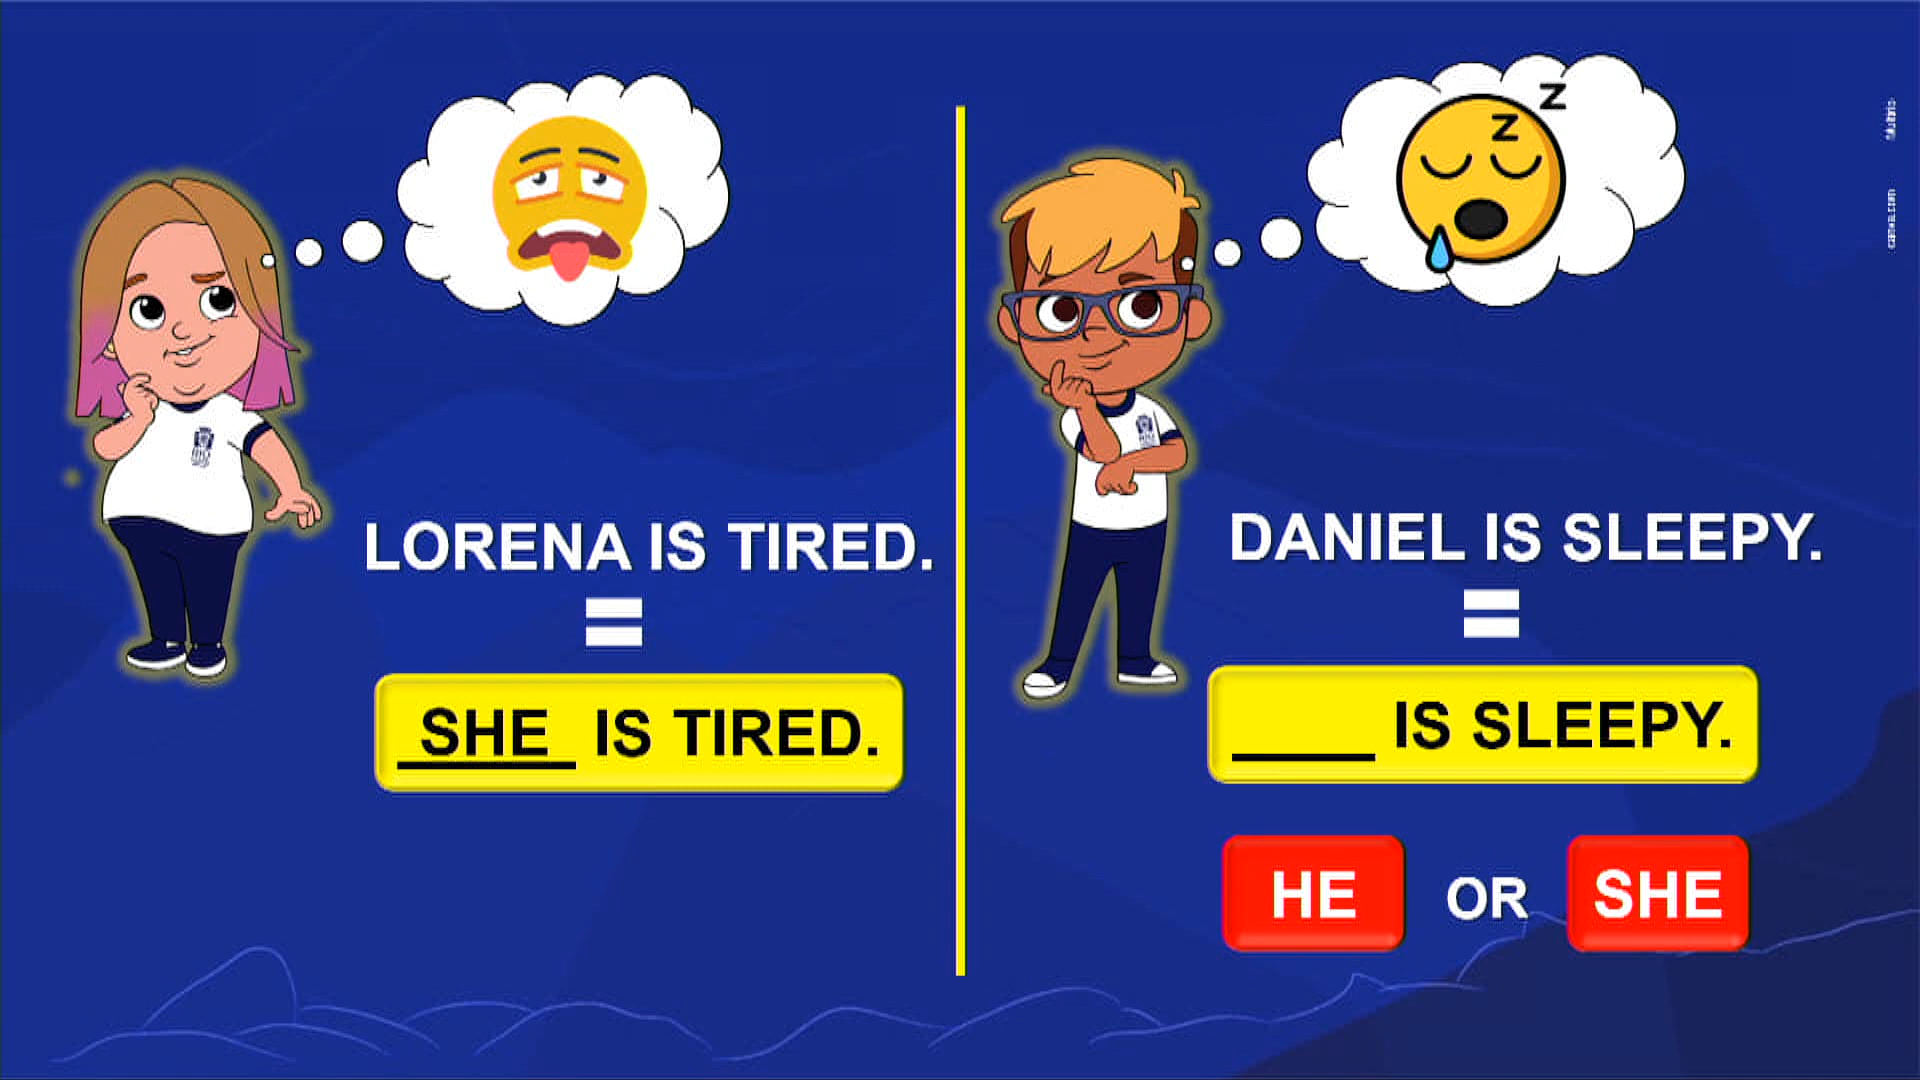 Z
Z
LORENA IS TIRED.
=
SHE IS TIRED.
DANIEL IS SLEEPY.
=
____ IS SLEEPY.
HE OR SHE